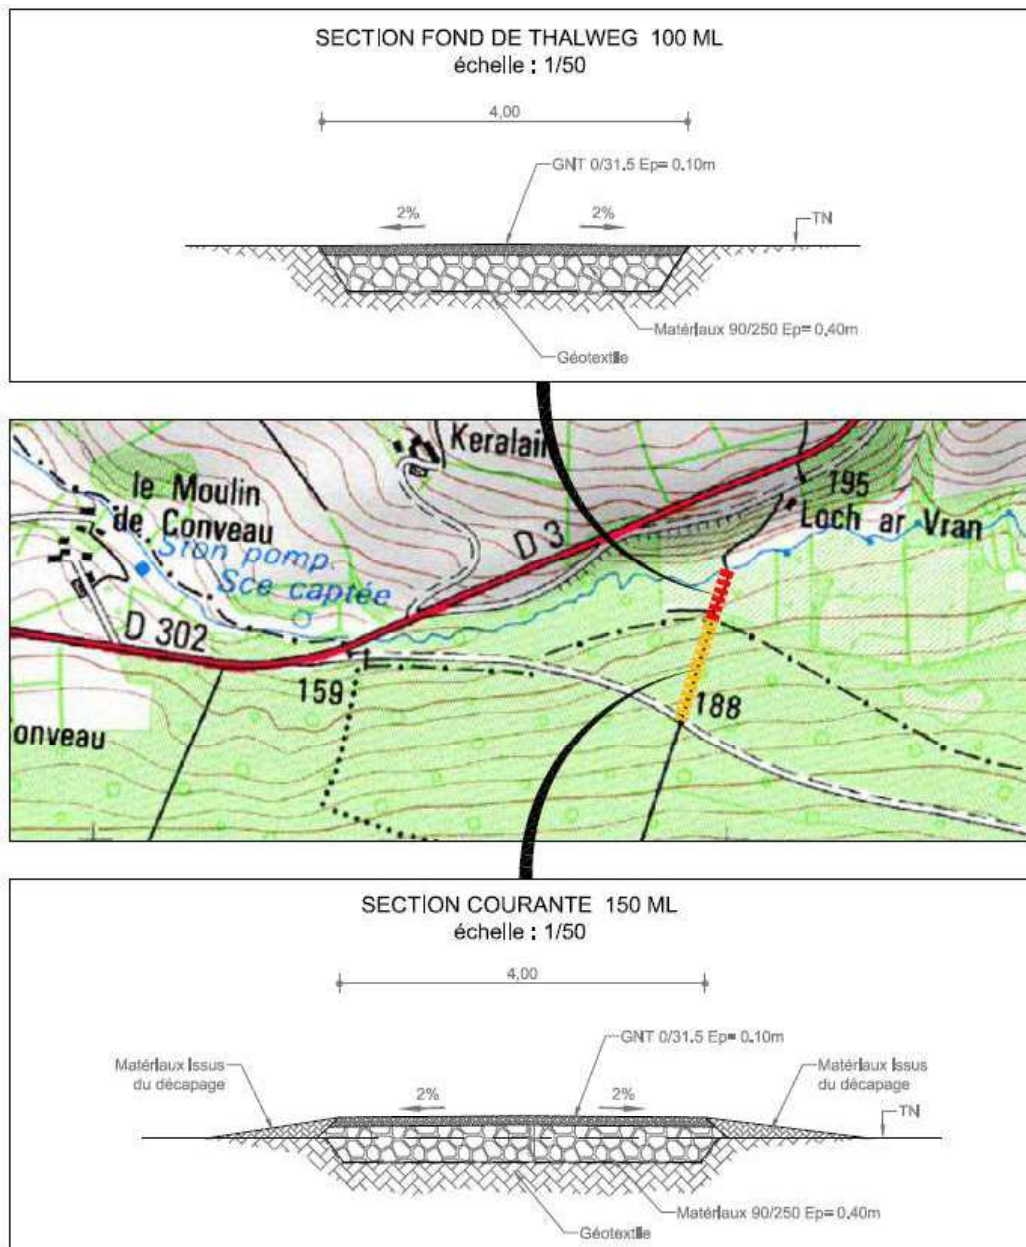 SECTION FOND DE THALWEG 100 ML
échelle : 1/50
4,00
GNT 0/31.5 Ep= 0.10m
2%
2%
TN
Matériaux 90/250 Ep= 0,40m
Géotextile
Keralain
le Moulin
de Conveau
195
Loch ar Vran
D 3
Ston pomp.
Sce captée
D 302
159
188
onveau
SECTION COURANTE 150 ML
échelle : 1/50
4,00
GNT 0/31.5 Ep= 0.10m
Matériaux issus
du décapage
Matériaux issus
du décapage
2%
2%
TN
Matériaux 90/250 Ep= 0,40m
Géotextile